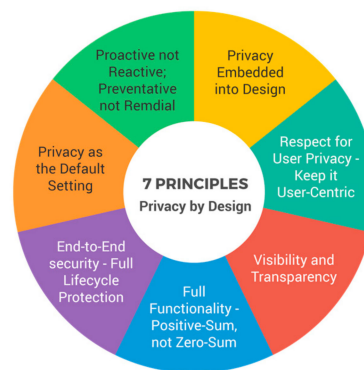 Proactive not
Reactive;
Preventative
not Remdial
Privacy
Embedded
into Design
Respect for
User Privacy -
Keep it
User-Centric
Visibility and
Transparency
Full
Functionality -
Positive-Sum,
not Zero-Sum
End-to-End
security - Full
Lifecycle
Protection
Privacy as
the Default
Setting
7 PRINCIPLES
Privacy by Design